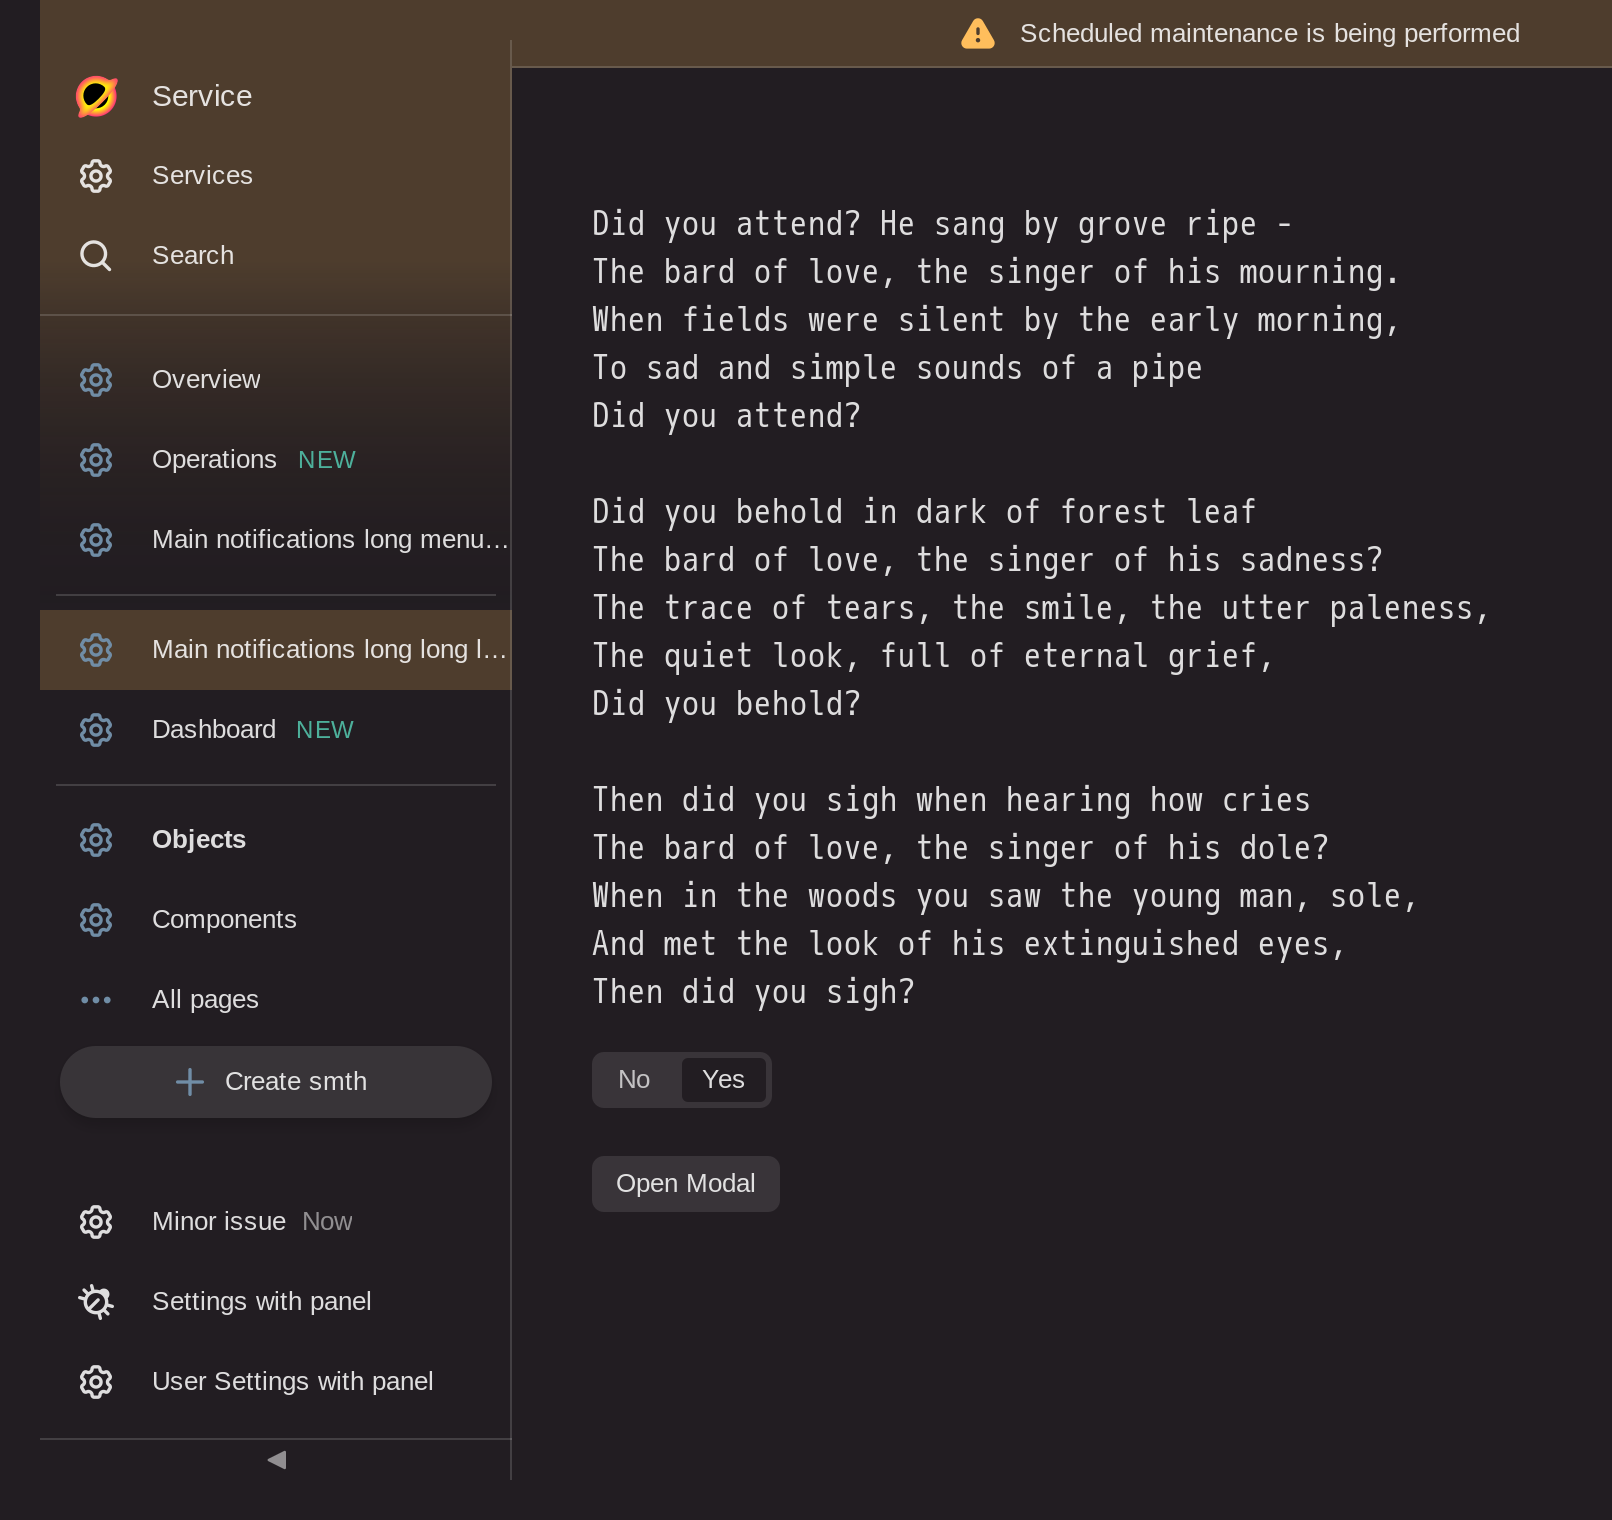 Scheduled maintenance is being performed
Service
Services
Search
Overview
Operations NEW
Main notifications long menu...
Main notifications long long l...
Dashboard NEW
Objects
Components
All pages
Create smth
Minor issue Now
Settings with panel
User Settings with panel
Did you attend? He sang by grove ripe -
The bard of love, the singer of his mourning.
When fields were silent by the early morning,
To sad and simple sounds of a pipe
Did you attend?
Did you behold in dark of forest leaf
The bard of love, the singer of his sadness?
The trace of tears, the smile, the utter paleness,
The quiet look, full of eternal grief,
Did you behold?
Then did you sigh when hearing how cries
The bard of love, the singer of his dole?
When in the woods you saw the young man, sole,
And met the look of his extinguished eyes,
Then did you sigh?
No Yes
Open Modal